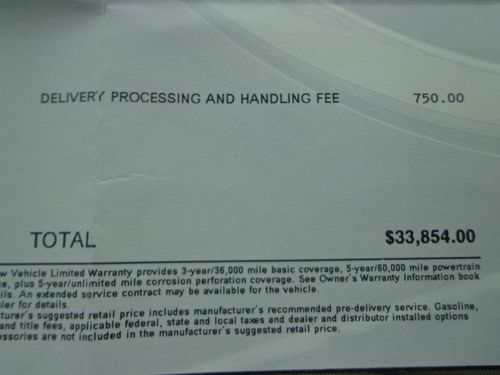 DELIVERY PROCESSING AND HANDLING FEE 750.00
TOTAL $33,854.00
w Vehicle Limited Warranty provides 3-year/36,000 mile basic coverage, 5-year/60,000 mile powertrain
e, plus 5-year/unlimited mile corrosion perforation coverage. See Owner's Warranty Information book
ils. An extended service contract may be available for the vehicle.
ler for details.
turer's suggested retail price includes manufacturer's recommended pre-delivery service. Gasoline,
and title fees, applicable federal, state and local taxes and dealer and distributor installed options
essories are not included in the manufacturer's suggested retail price.